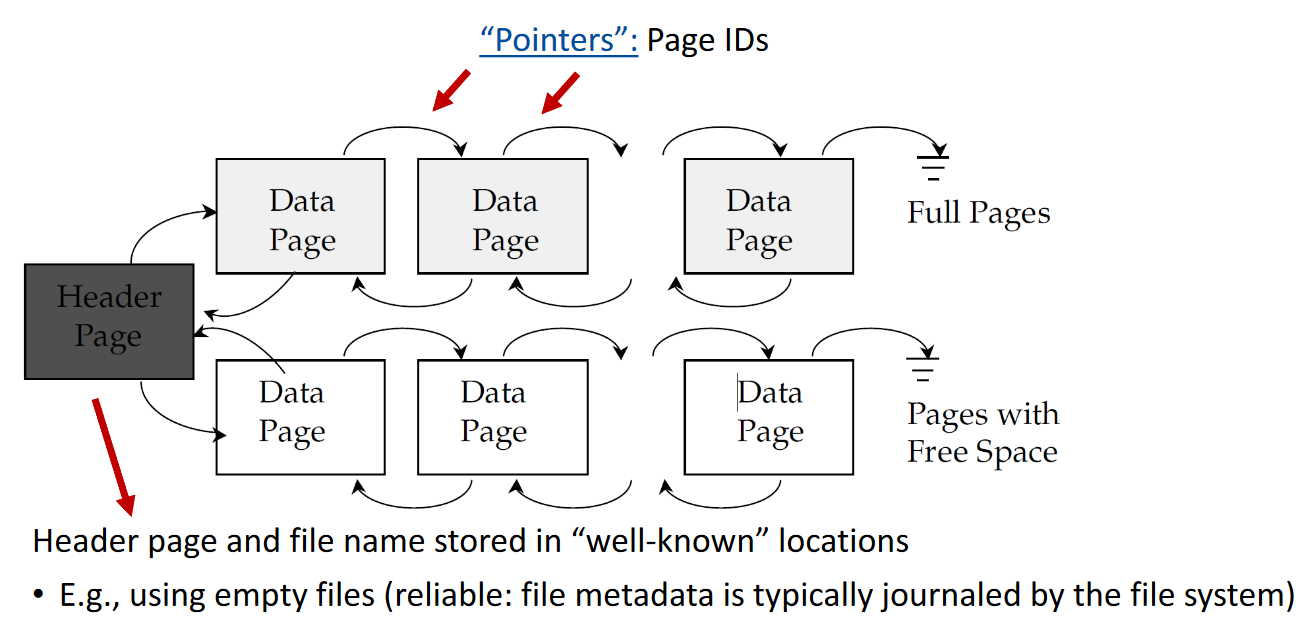 “Pointers”: Page IDs
Data
Page
Data
Page
Data
Page
Full Pages
Header
Page
Data
Page
Data
Page
Data
Page
Pages with
Free Space
Header page and file name stored in “well-known” locations
• E.g., using empty files (reliable: file metadata is typically journaled by the file system)